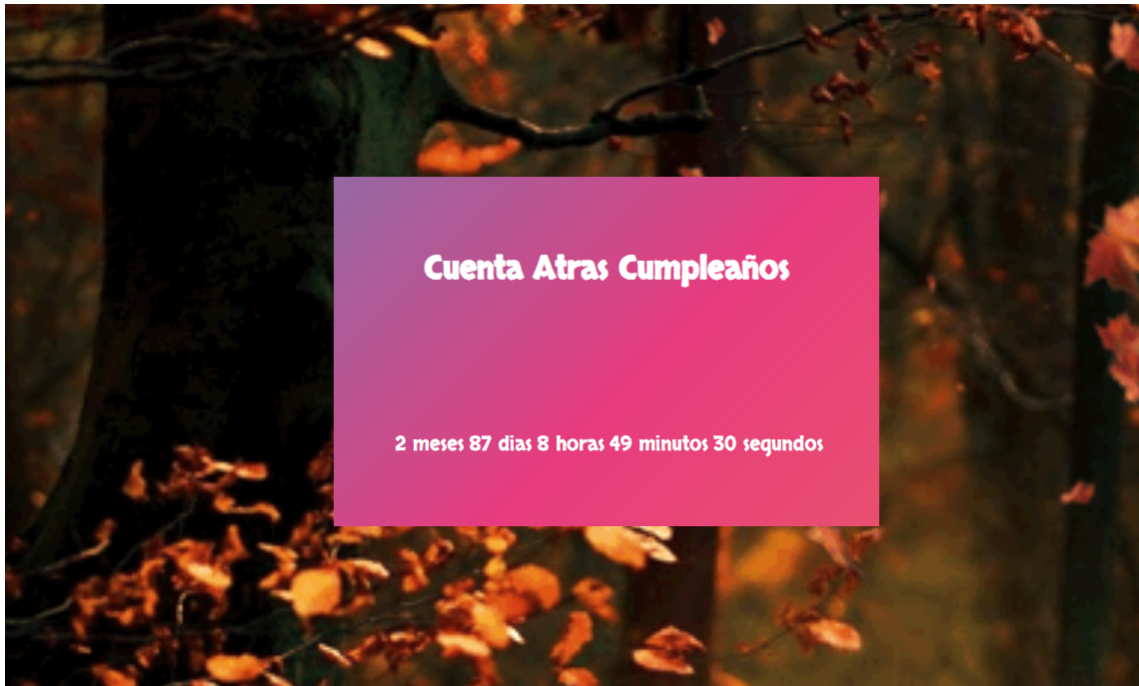 Cuenta Atras Cumpleaños
2 meses 87 dias 8 horas 49 minutos 30 segundos